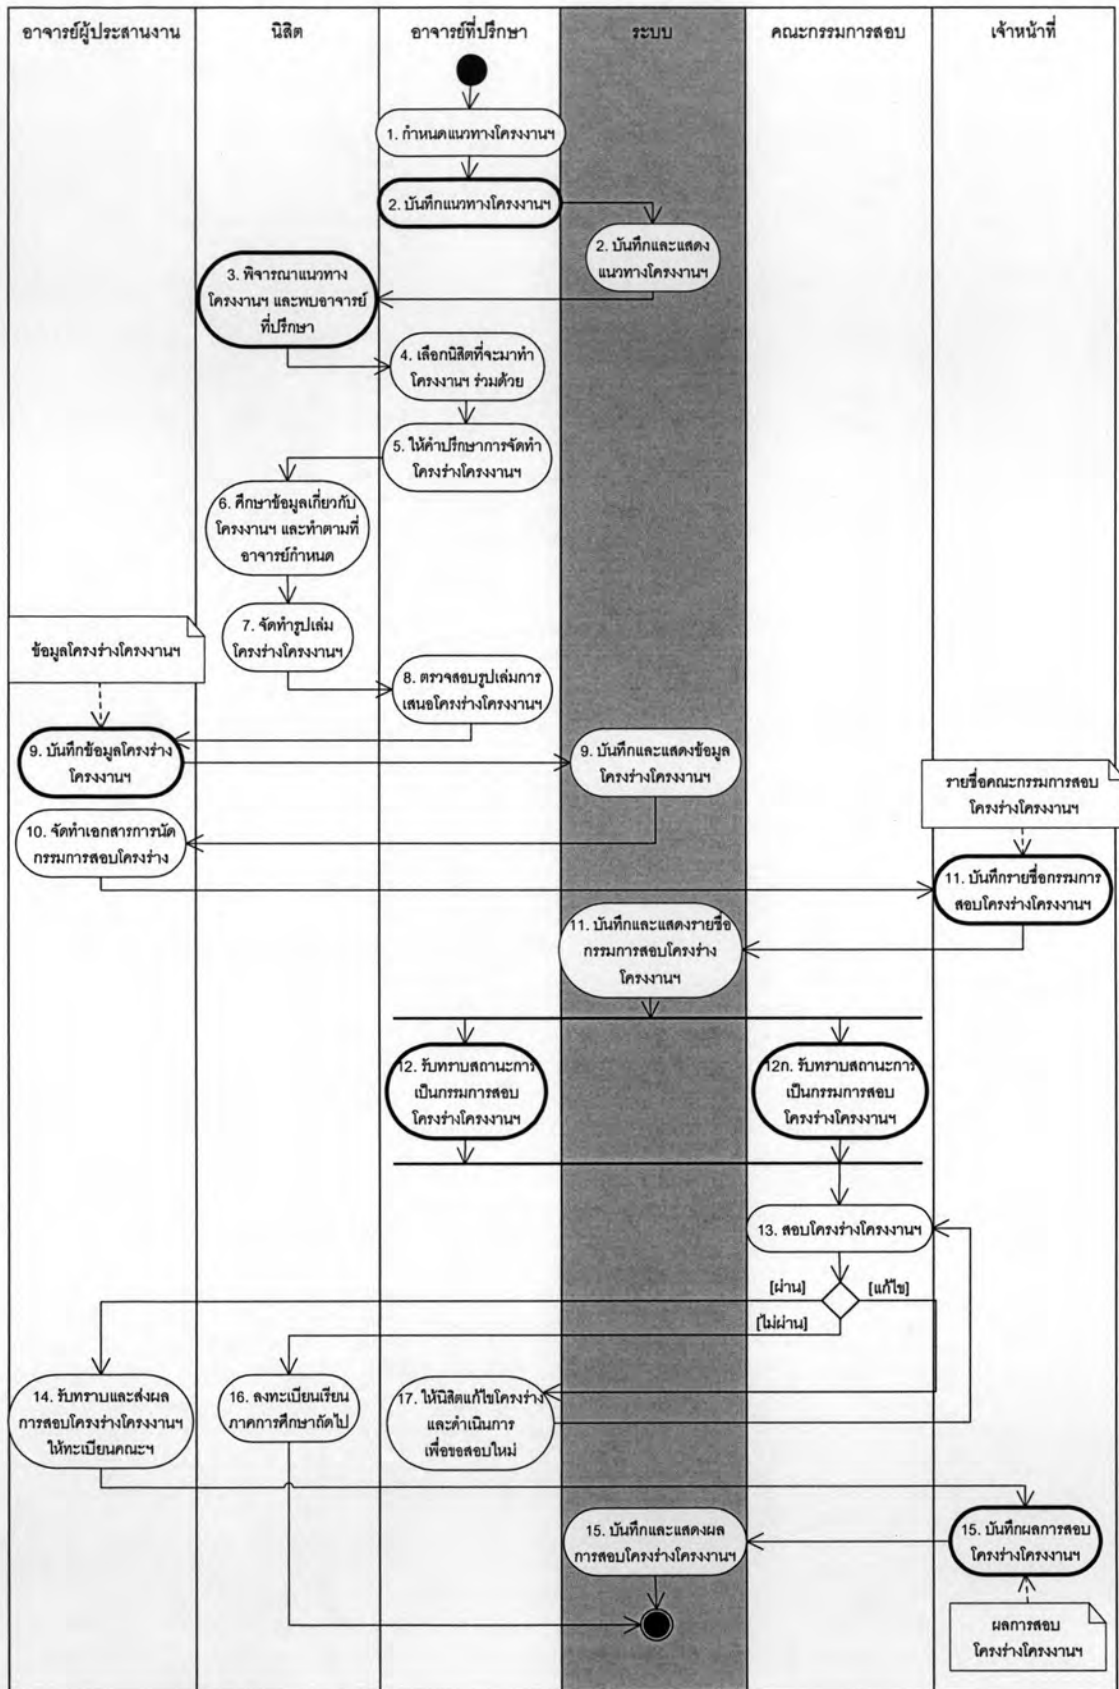 อาจารย์ผู้ประสานงาน
นิสิต
อาจารย์ที่ปรึกษา
ระบบ
คณะกรรมการสอบ
เจ้าหน้าที่
1. กำหนดแนวทางโครงงานฯ
2. บันทึกแนวทางโครงงานฯ
2. บันทึกและแสดง
แนวทางโครงงานฯ
3. พิจารณาแนวทาง
โครงงานฯ และพบอาจารย์
ที่ปรึกษา
4. เลือกนิสิตที่จะมาทำ
โครงงานฯ ร่วมด้วย
5. ให้คำปรึกษาการจัดทำ
โครงร่างโครงงานฯ
6. ศึกษาข้อมูลเกี่ยวกับ
โครงงานฯ และทำตามที่
อาจารย์กำหนด
7. จัดทำรูปเล่ม
โครงร่างโครงงานฯ
ข้อมูลโครงร่างโครงงานฯ
8. ตรวจสอบรูปเล่มการ
เสนอโครงร่างโครงงานฯ
9. บันทึกข้อมูลโครงร่าง
โครงงานฯ
9. บันทึกและแสดงข้อมูล
โครงร่างโครงงานฯ
รายชื่อคณะกรรมการสอบ
โครงร่างโครงงานฯ
10. จัดทำเอกสารการนัด
กรรมการสอบโครงร่าง
11. บันทึกรายชื่อกรรมการ
สอบโครงร่างโครงงานฯ
11. บันทึกและแสดงรายชื่อ
กรรมการสอบโครงร่าง
โครงงานฯ
12. รับทราบสถานะการ
เป็นกรรมการสอบ
โครงร่างโครงงานฯ
12ก. รับทราบสถานะการ
เป็นกรรมการสอบ
โครงร่างโครงงานฯ
13. สอบโครงร่างโครงงานฯ
[ผ่าน]
[แก้ไข]
[ไม่ผ่าน]
14. รับทราบและส่งผล
การสอบโครงร่างโครงงานฯ
ให้ทะเบียนคณะฯ
16. ลงทะเบียนเรียน
ภาคการศึกษาถัดไป
17. ให้นิสิตแก้ไขโครงร่าง
และดำเนินการ
เพื่อขอสอบใหม่
15. บันทึกและแสดงผล
การสอบโครงร่างโครงงานฯ
15. บันทึกผลการสอบ
โครงร่างโครงงานฯ
ผลการสอบ
โครงร่างโครงงานฯ